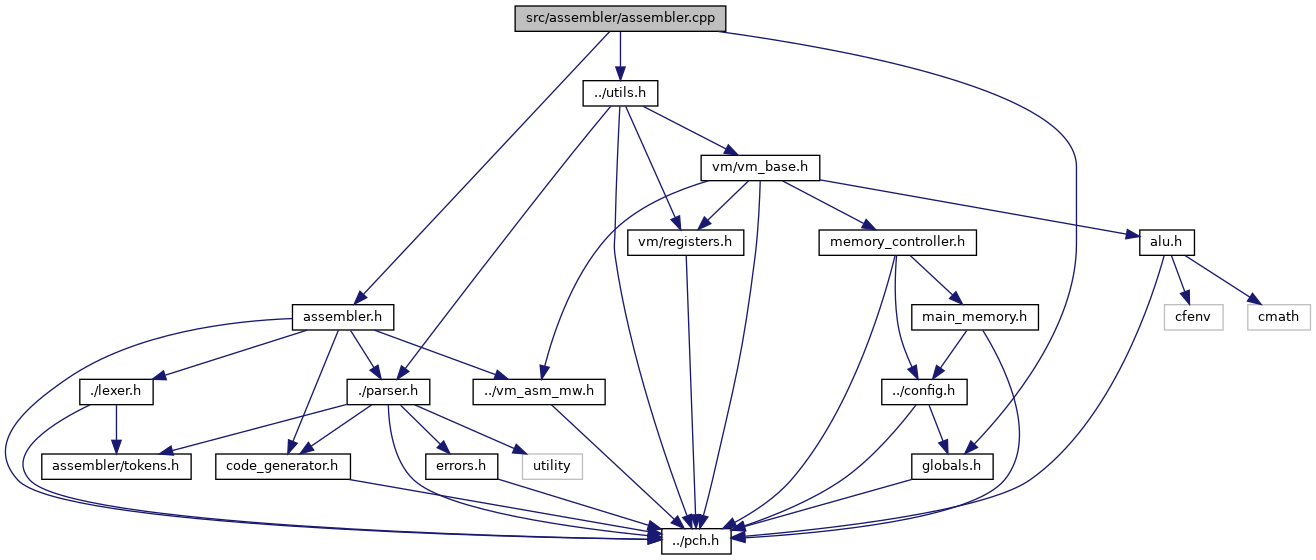 src/assembler/assembler.cpp
../utils.h
vm/vm_base.h
vm/registers.h
memory_controller.h
alu.h
assembler.h
main_memory.h
cfenv
cmath
./lexer.h
./parser.h
../vm_asm_mw.h
../config.h
assembler/tokens.h
code_generator.h
errors.h
utility
globals.h
../pch.h